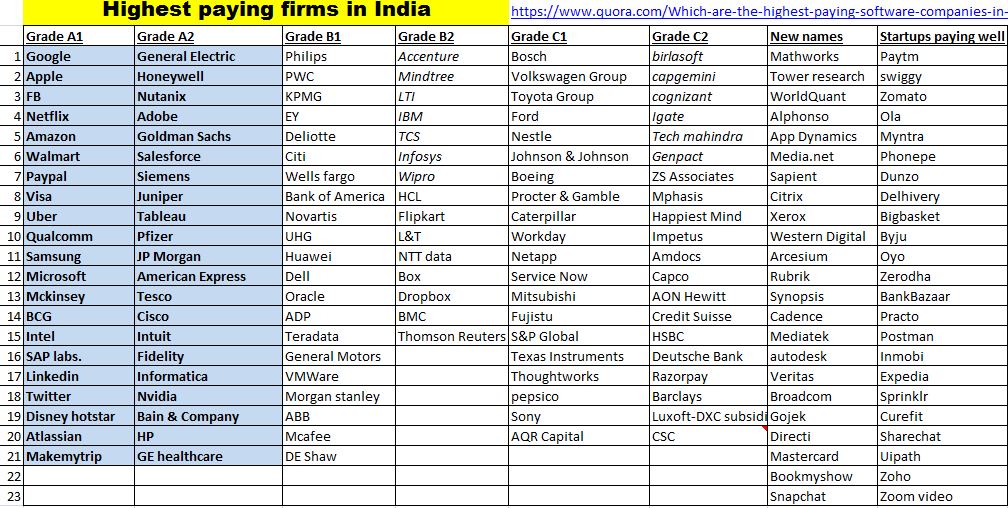 Highest paying firms in India https://www.quora.com/Which-are-the-highest-paying-software-companies-in-
Grade A1 Grade A2 Grade B1 Grade B2 Grade C1 Grade C2 New names Startups paying well
1 Google General Electric Philips Accenture Bosch birlasoft Mathworks Paytm
2 Apple Honeywell PWC Mindtree Volkswagen Group capgemini Tower research swiggy
3 FB Nutanix KPMG LTI Toyota Group cognizant WorldQuant Zomato
4 Netflix Adobe EY IBM Ford Igate Alphonso Ola
5 Amazon Goldman Sachs Deliotte TCS Nestle Tech mahindra App Dynamics Myntra
6 Walmart Salesforce Citi Infosys Johnson & Johnson Genpact Media.net Phonepe
7 Paypal Siemens Wells fargo Wipro Boeing ZS Associates Sapient Dunzo
8 Visa Juniper Bank of America HCL Procter & Gamble Mphasis Citrix Delhivery
9 Uber Tableau Novartis Flipkart Caterpillar Happiest Mind Xerox Bigbasket
10 Qualcomm Pfizer UHG L&T Workday Impetus Western Digital Byju
11 Samsung JP Morgan Huawei NTT data Netapp Amdocs Arcesium Oyo
12 Microsoft American Express Dell Box Service Now Capco Rubrik Zerodha
13 Mckinsey Tesco Oracle Dropbox Mitsubishi AON Hewitt Synopsis BankBazaar
14 BCG Cisco ADP BMC Fujistu Credit Suisse Cadence Practo
15 Intel Intuit Teradata Thomson Reuters S&P Global HSBC Mediatek Postman
16 SAP labs. Fidelity General Motors Texas Instruments Deutsche Bank autodesk Inmobi
17 Linkedin Informatica VMWare Thoughtworks Razorpay Veritas Expedia
18 Twitter Nvidia Morgan stanley pepsico Barclays Broadcom Sprinklr
19 Disney hotstar Bain & Company ABB Sony Luxoft-DXC subsidi Gojek Curefit
20 Atlassian HP Mcafee AQR Capital CSC Directi Sharechat
21 Makemytrip GE healthcare DE Shaw Mastercard Uipath
22 Bookmyshow Zoho
23 Snapchat Zoom video